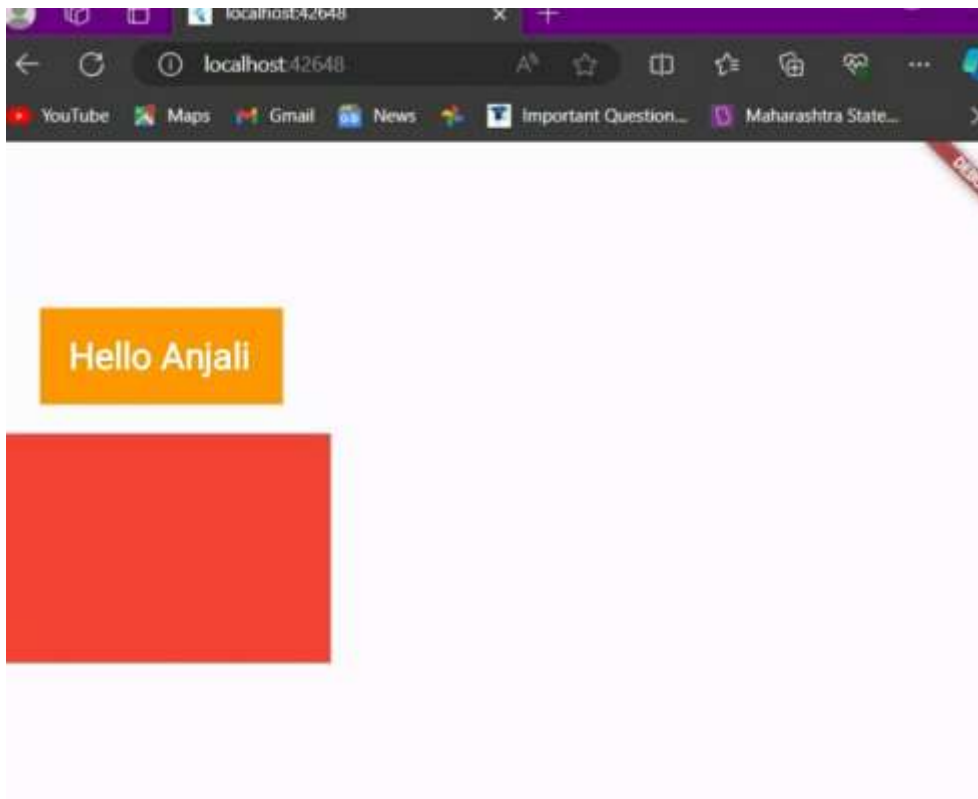 localhost:42648
localhost:42648
YouTube Maps Gmail News Important Question... Maharashtra State...
Hello Anjali